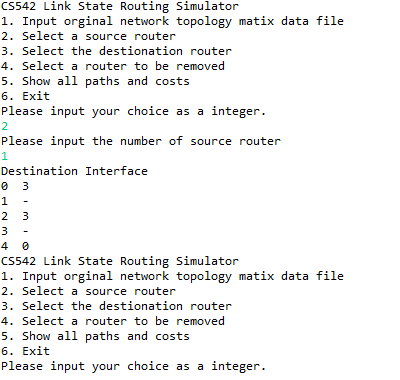 CS542 Link State Routing Simulator
1. Input orginal network topology matix data file
2. Select a source router
3. Select the destionation router
4. Select a router to be removed
5. Show all paths and costs
6. Exit
Please input your choice as a integer.
2
Please input the number of source router
1
Destination Interface
0 3
1 -
2 3
3 -
4 0
CS542 Link State Routing Simulator
1. Input orginal network topology matix data file
2. Select a source router
3. Select the destionation router
4. Select a router to be removed
5. Show all paths and costs
6. Exit
Please input your choice as a integer.